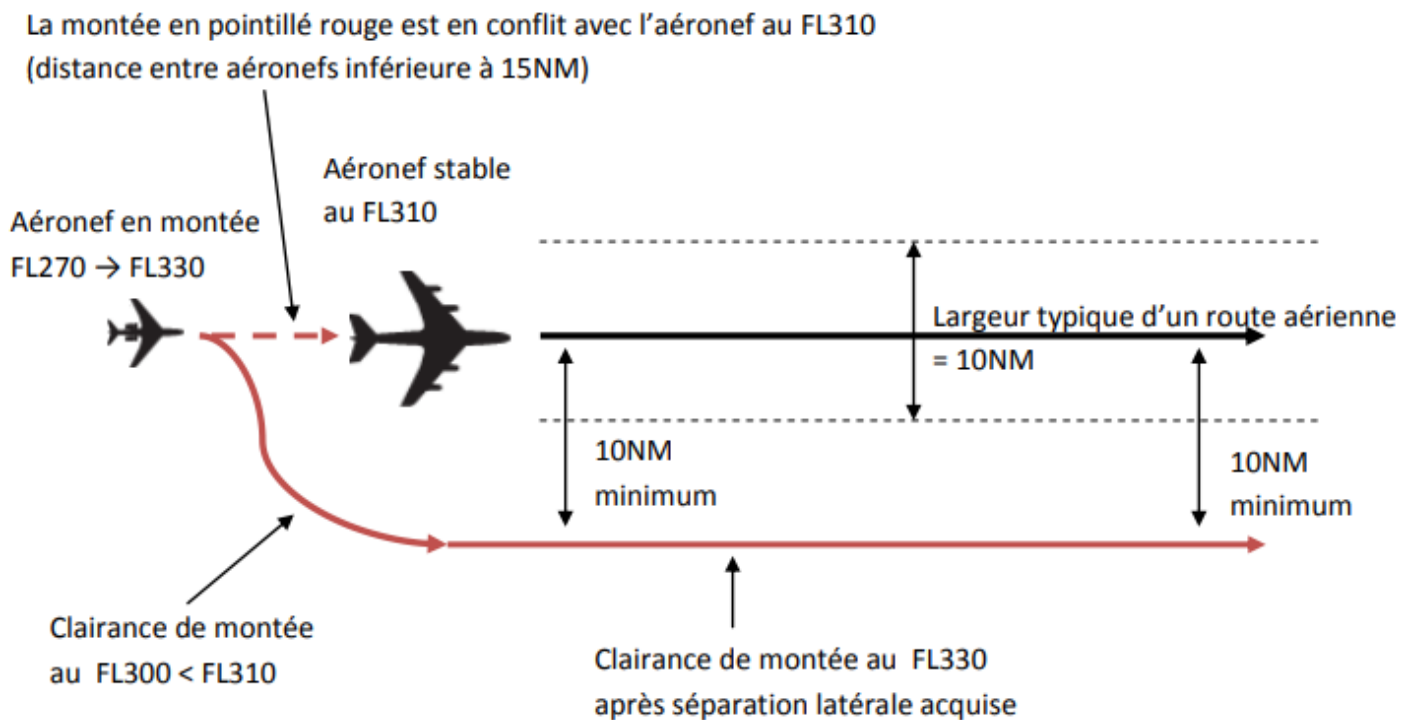 La montée en pointillé rouge est en conflit avec l'aéronef au FL310
(distance entre aéronefs inférieure à 15NM)
Aéronef stable
au FL310
Aéronef en montée
FL270 → FL330
Largeur typique d'un route aérienne
= 10NM
10NM
minimum
10NM
minimum
Clairance de montée
au FL300 < FL310
Clairance de montée au FL330
après séparation latérale acquise